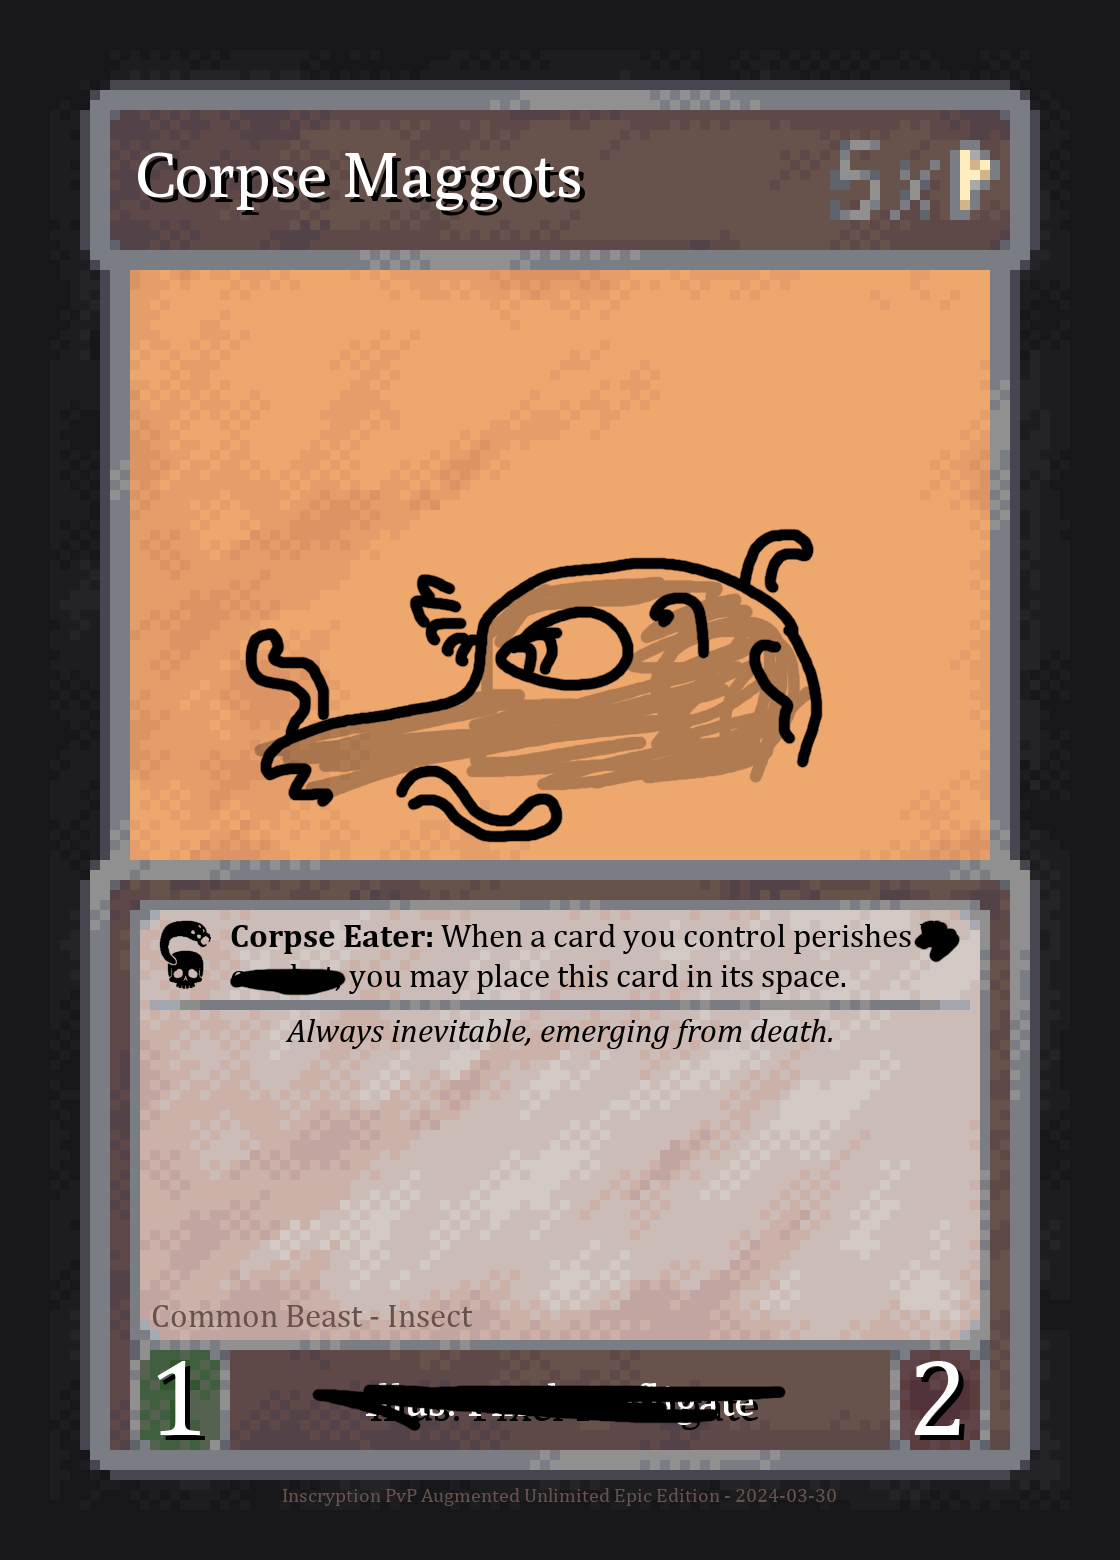 Corpse Maggots
5x
Corpse Eater: When a card you control perishes
you may place this card in its space.
Always inevitable, emerging from death.
Common Beast - Insect
1
2
Inscryption PvP Augmented Unlimited Epic Edition - 2024-03-30